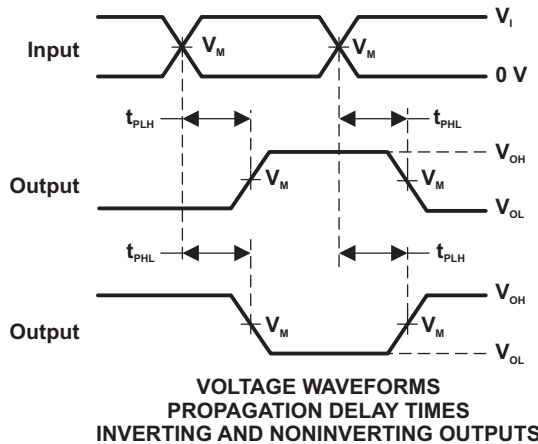 V_I
Input
V_M
V_M
0 V
t_PLH
t_PHL
V_OH
Output
V_M
V_M
V_OL
t_PHL
t_PLH
V_OH
Output
V_M
V_M
V_OL
VOLTAGE WAVEFORMS
PROPAGATION DELAY TIMES
INVERTING AND NONINVERTING OUTPUTS